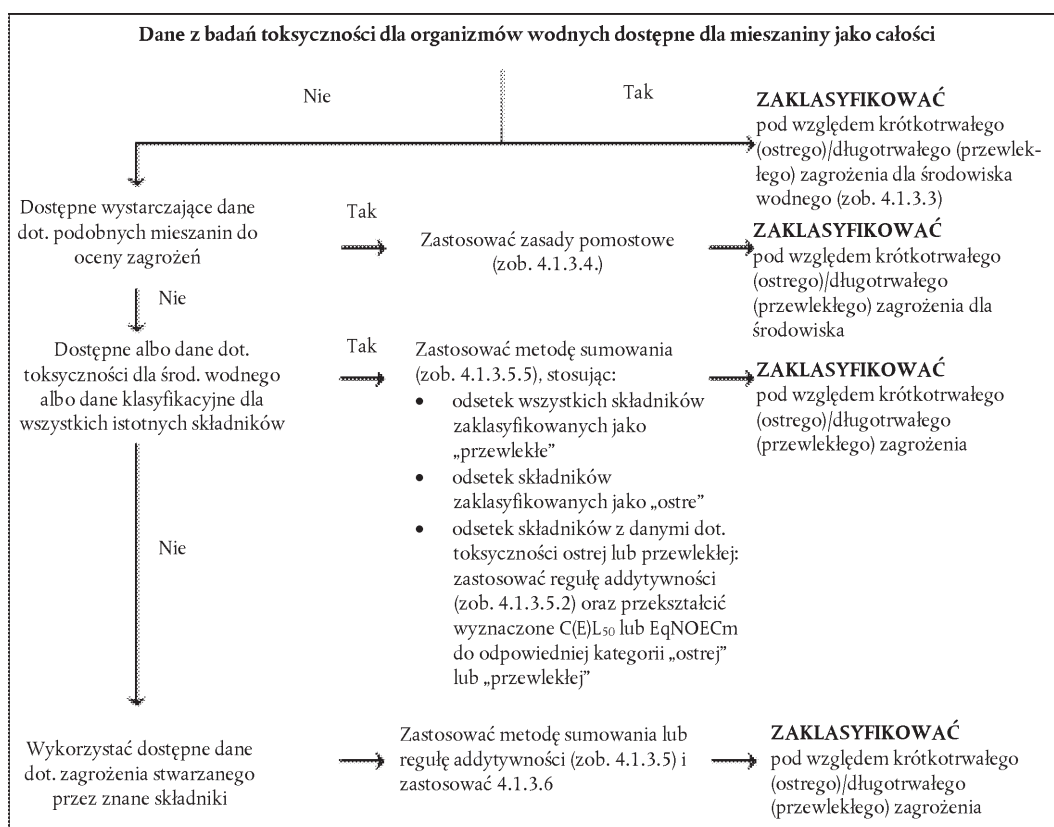 Dane z badań toksyczności dla organizmów wodnych dostępne dla mieszaniny jako całości
Nie
Tak
ZAKLASYFIKOWAĆ
pod względem krótkotrwałego
(ostrego)/długotrwałego (przewlek-
łego) zagrożenia dla środowiska
wodnego (zob. 4.1.3.3)
Dostępne wystarczające dane
dot. podobnych mieszanin do
oceny zagrożeń
Tak
Zastosować zasady pomostowe
(zob. 4.1.3.4.)
ZAKLASYFIKOWAĆ
pod względem krótkotrwałego
(ostrego)/długotrwałego
(przewlekłego) zagrożenia dla
środowiska
Nie
Dostępne albo dane dot.
toksyczności dla środ. wodnego
albo dane klasyfikacyjne dla
wszystkich istotnych składników
Tak
Zastosować metodę sumowania
(zob. 4.1.3.5.5), stosując:
• odsetek wszystkich składników
zaklasyfikowanych jako
„przewlekłe”
• odsetek składników
zaklasyfikowanych jako „ostre”
• odsetek składników z danymi dot.
toksyczności ostrej lub przewlekłej:
zastosować regułę addytywności
(zob. 4.1.3.5.2) oraz przekształcić
wyznaczone C(E)L₅₀ lub EqNOECm
do odpowiedniej kategorii „ostrej”
lub „przewlekłej”
ZAKLASYFIKOWAĆ
pod względem krótkotrwałego
(ostrego)/długotrwałego
(przewlekłego) zagrożenia
Nie
Wykorzystać dostępne dane
dot. zagrożenia stwarzanego
przez znane składniki
Zastosować metodę sumowania lub
regułę addytywności (zob. 4.1.3.5) i
zastosować 4.1.3.6
ZAKLASYFIKOWAĆ
pod względem krótkotrwałego
(ostrego)/długotrwałego
(przewlekłego) zagrożenia